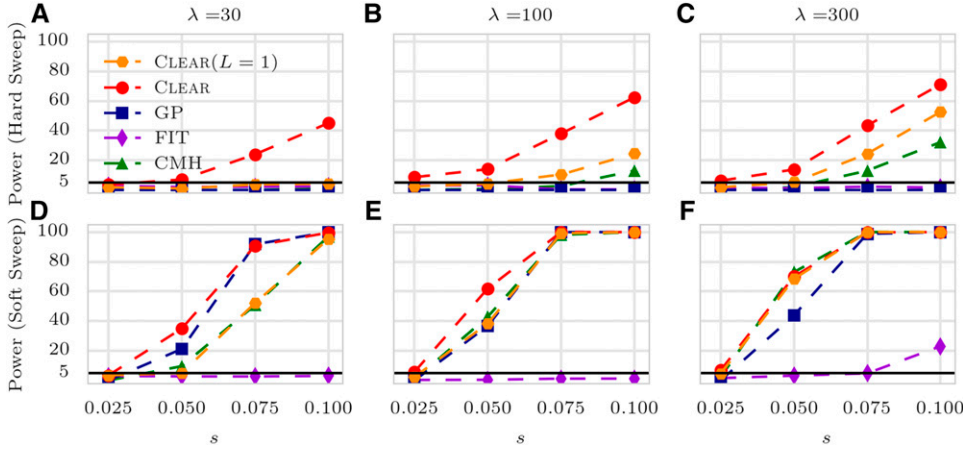 A λ = 30 B λ = 100 C λ = 300
Power (Hard Sweep)
100
80
60
40
20
5
CLEAR(L = 1)
CLEAR
GP
FIT
CMH
D E F
Power (Soft Sweep)
100
80
60
40
20
5
0.025 0.050 0.075 0.100 0.025 0.050 0.075 0.100 0.025 0.050 0.075 0.100
s s s